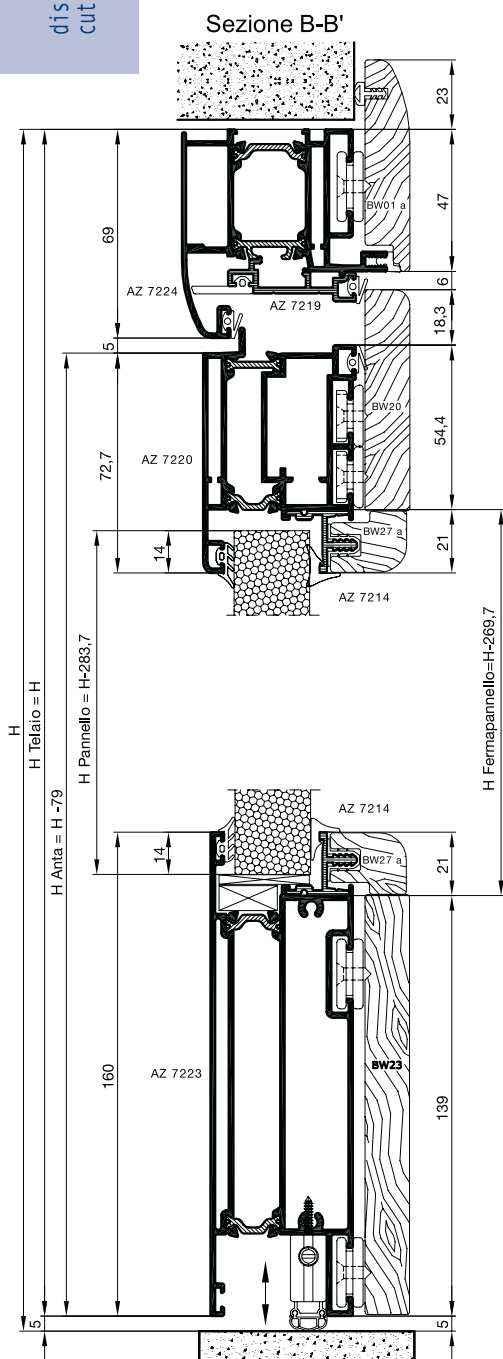 dis
cut
Sezione B-B'
23
47
6
18,3
54,4
21
69
5
72,7
14
BW01 a
AZ 7224
AZ 7219
BW20
AZ 7220
BW27 a
AZ 7214
H
H Telaio = H
H Anta = H -79
H Pannello = H-283,7
H Fermapannello=H-269,7
AZ 7214
14
BW27 a
21
160
AZ 7223
BW23
139
5
5